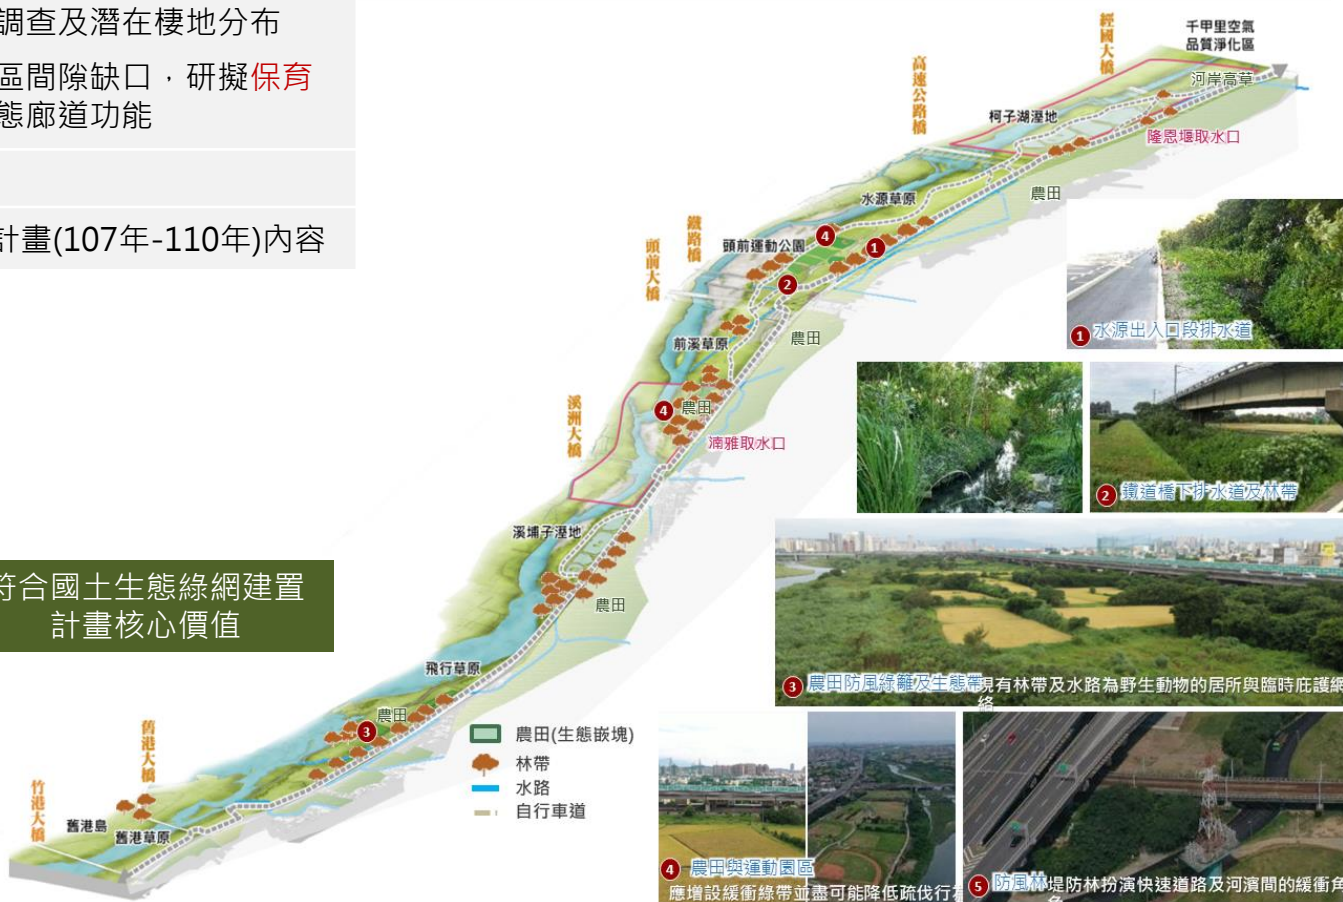 調查及潛在棲地分布
區間隙缺口，研擬保育
態廊道功能
計畫(107年-110年)內容
符合國土生態綠網建置
計畫核心價值
千甲里空氣
品質淨化區
經國大橋
河岸高草
高速公路橋
柯子湖溼地
隆恩堰取水口
農田
水源草原
鐵路橋
頭前大橋
頭前運動公園
4
1
2
農田
前溪草原
4
農田
溪洲大橋
湳雅取水口
溪埔子溼地
農田
飛行草原
農田
3
舊港大橋
竹港大橋
舊港島
舊港草原
農田(生態嵌塊)
林帶
水路
自行車道
1 水源出入口段排水道
2 鐵道橋下排水道及林帶
3 農田防風綠籬及生態帶現有林帶及水路為野生動物的居所與臨時庇護網
絡
4 農田與運動園區
應增設緩衝綠帶並盡可能降低疏伐行為
5 防風林堤防林扮演快速道路及河濱間的緩衝角
色